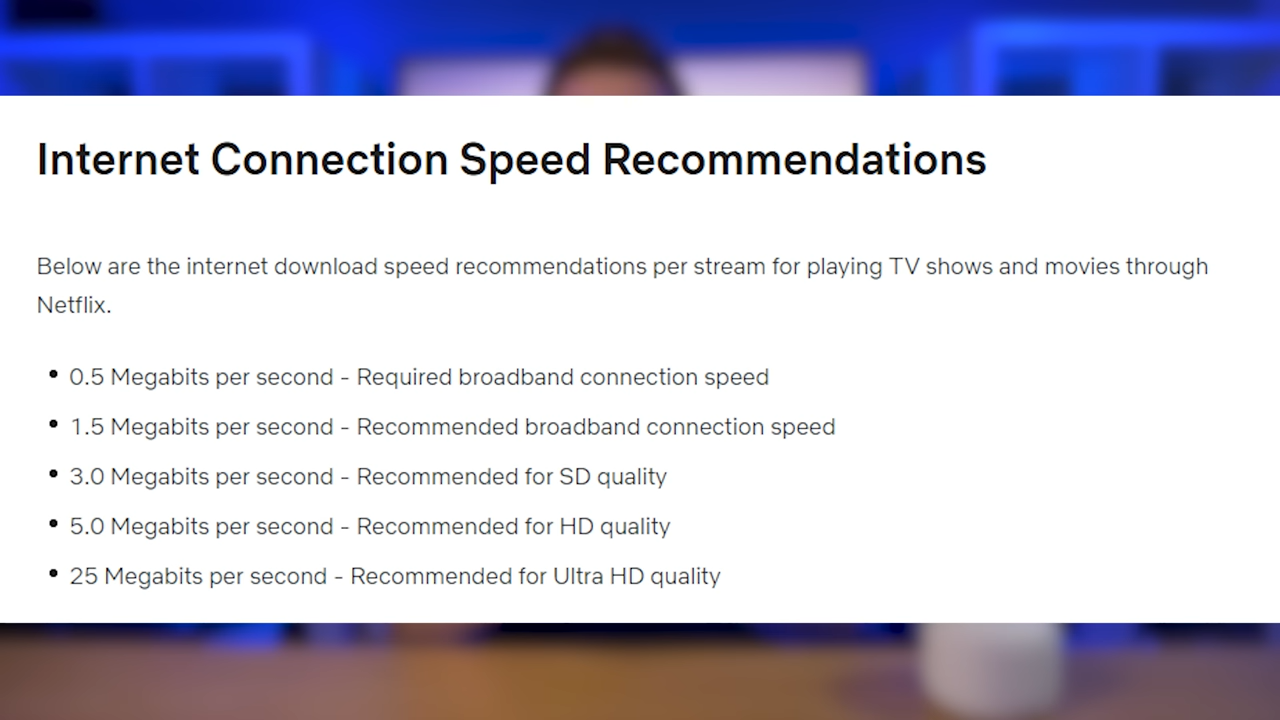 Internet Connection Speed Recommendations
Below are the internet download speed recommendations per stream for playing TV shows and movies through
Netflix.
• 0.5 Megabits per second - Required broadband connection speed
• 1.5 Megabits per second - Recommended broadband connection speed
• 3.0 Megabits per second - Recommended for SD quality
• 5.0 Megabits per second - Recommended for HD quality
• 25 Megabits per second - Recommended for Ultra HD quality